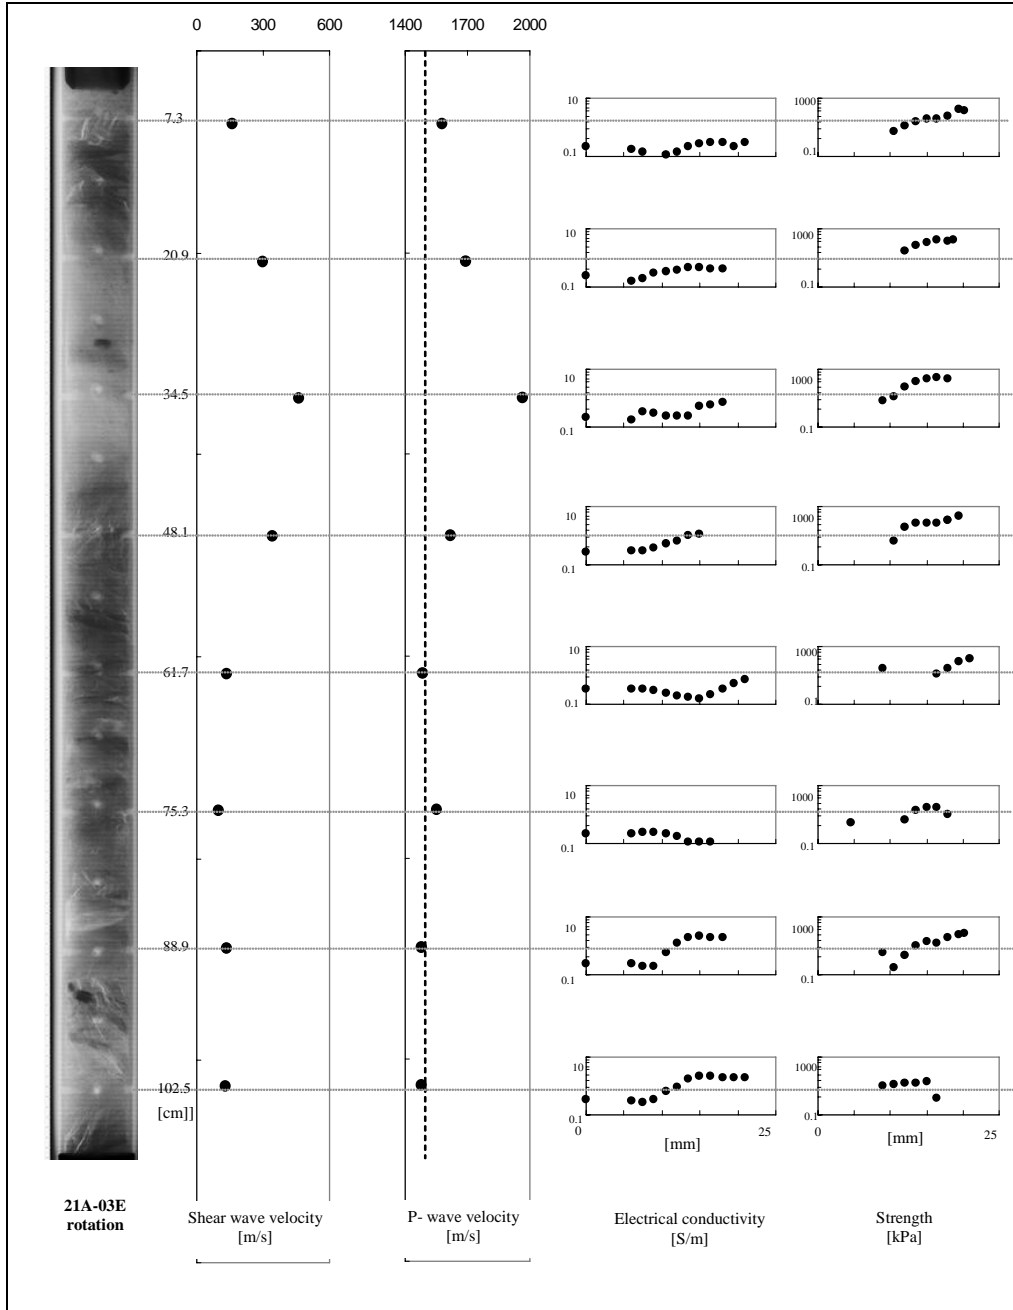 0 300 600 1400 1700 2000
7.3 10 0.1 1000 0.1
20.9 10 0.1 1000 0.1
34.5 10 0.1 1000 0.1
48.1 10 0.1 1000 0.1
61.7 10 0.1 1000 0.1
75.3 10 0.1 1000 0.1
88.9 10 0.1 1000 0.1
102.5 10 0.1 1000 0.1
[cm]] 0 25 0 25
[mm] [mm]
21A-03E
rotation
Shear wave velocity
[m/s]
P- wave velocity
[m/s]
Electrical conductivity
[S/m]
Strength
[kPa]